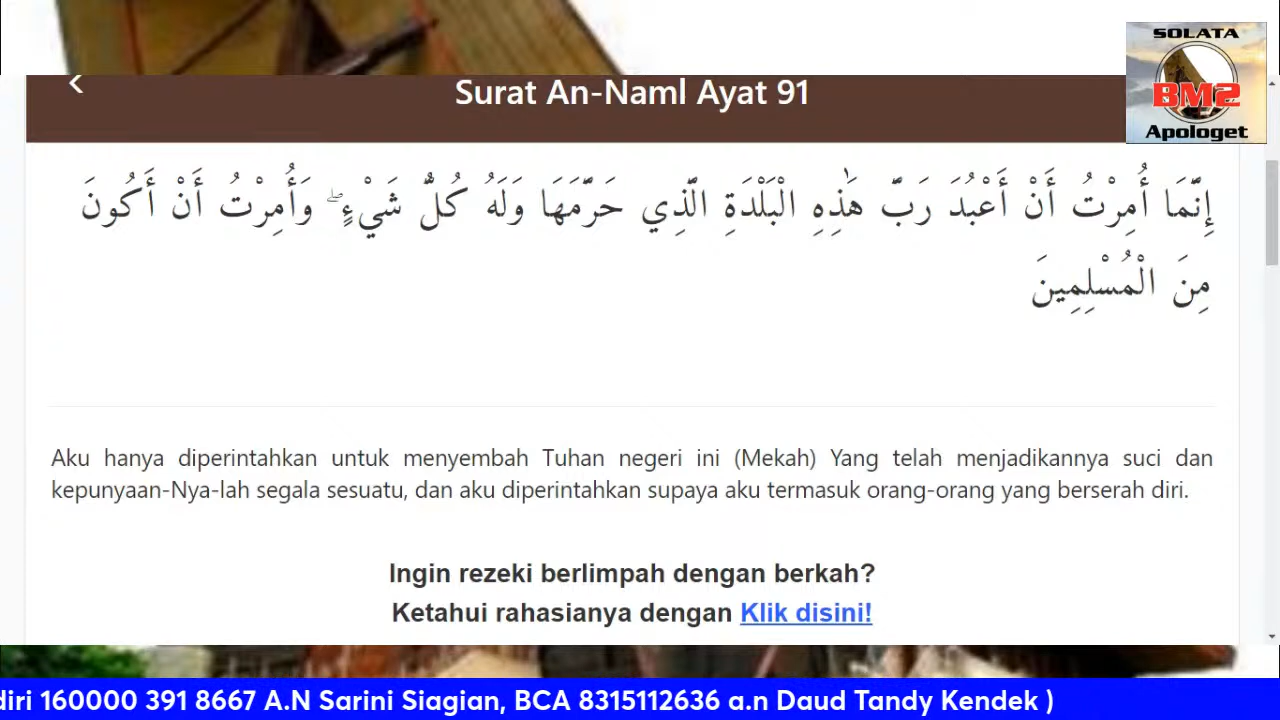 SOLATA
BM2
Apologet
Surat An-Naml Ayat 91
إِنَّمَا أُمِرْتُ أَنْ أَعْبُدَ رَبَّ هَٰذِهِ الْبَلْدَةِ الَّذِي حَرَّمَهَا وَلَهُ كُلُّ شَيْءٍ ۖ وَأُمِرْتُ أَنْ أَكُونَ
مِنَ الْمُسْلِمِينَ
Aku hanya diperintahkan untuk menyembah Tuhan negeri ini (Mekah) Yang telah menjadikannya suci dan
kepunyaan-Nya-lah segala sesuatu, dan aku diperintahkan supaya aku termasuk orang-orang yang berserah diri.
Ingin rezeki berlimpah dengan berkah?
Ketahui rahasianya dengan Klik disini!
diri 160000 391 8667 A.N Sarini Siagian, BCA 8315112636 a.n Daud Tandy Kendek )